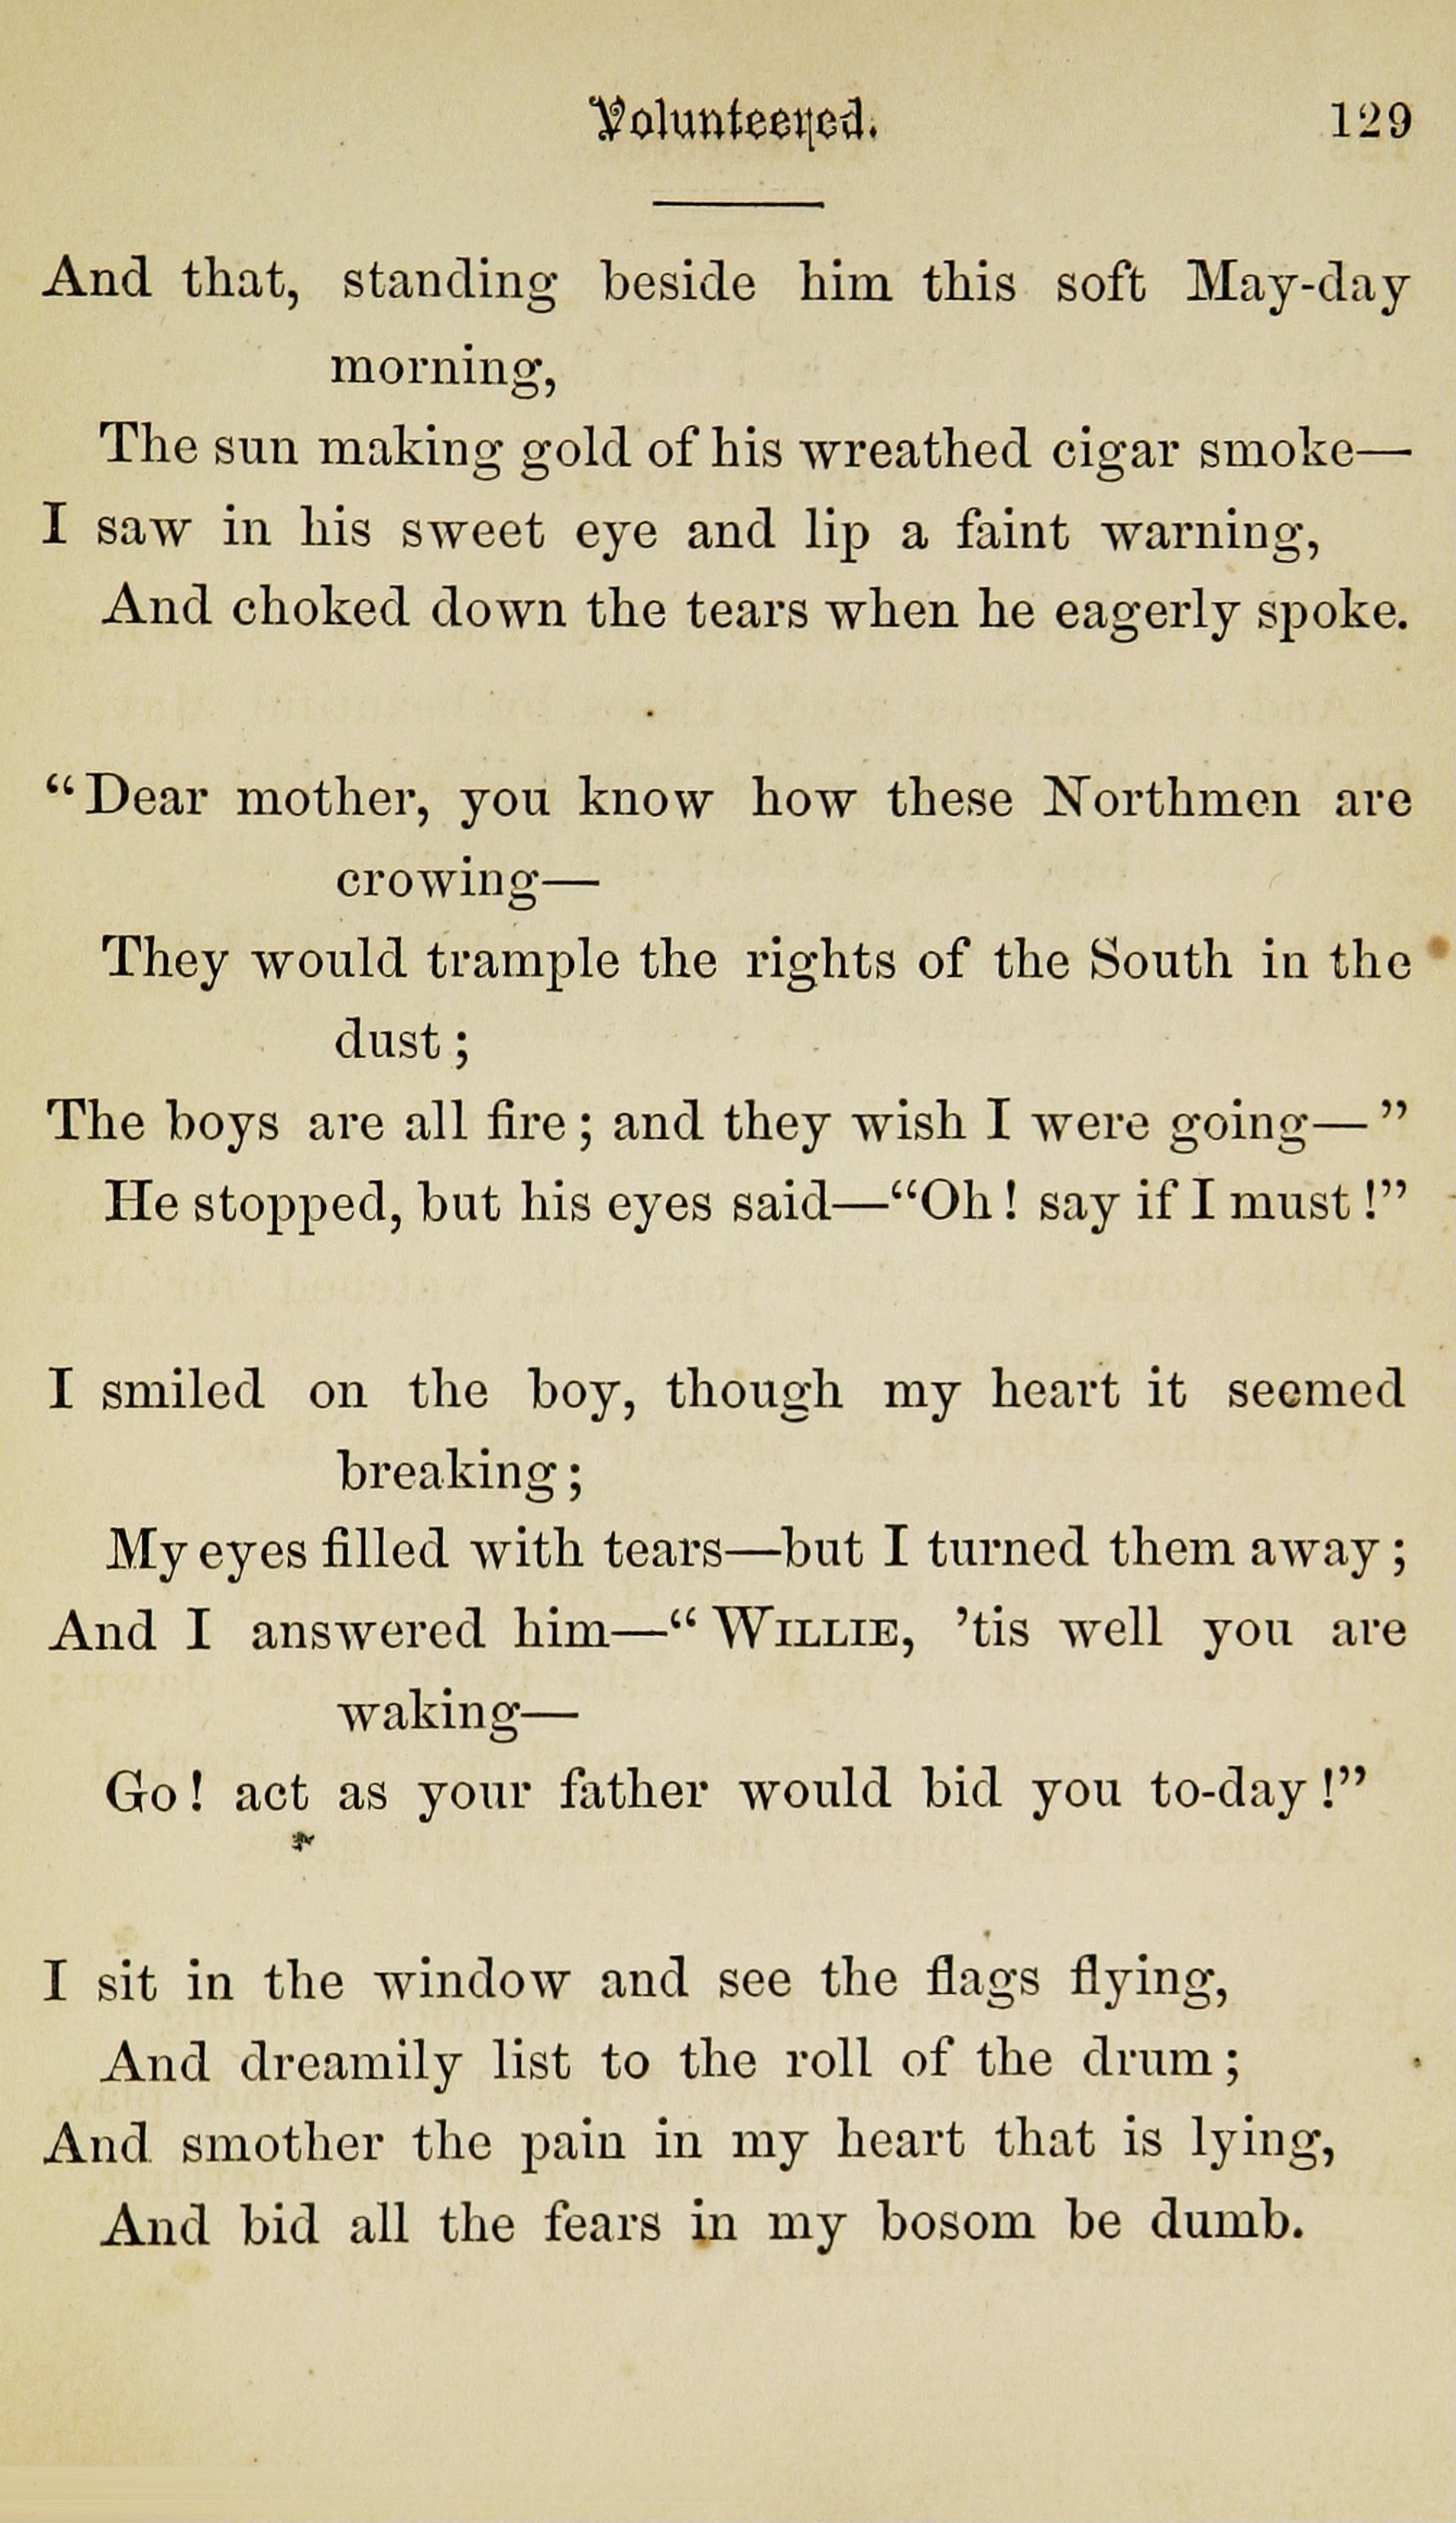 Volunteered.
129
And that, standing beside him this soft May-day
morning,
The sun making gold of his wreathed cigar smoke—
I saw in his sweet eye and lip a faint warning,
And choked down the tears when he eagerly spoke.
“Dear mother, you know how these Northmen are
crowing—
They would trample the rights of the South in the
dust;
The boys are all fire; and they wish I were going—”
He stopped, but his eyes said—“Oh! say if I must!”
I smiled on the boy, though my heart it seemed
breaking;
My eyes filled with tears—but I turned them away;
And I answered him—“WILLIE, ’tis well you are
waking—
Go! act as your father would bid you to-day!”
I sit in the window and see the flags flying,
And dreamily list to the roll of the drum;
And smother the pain in my heart that is lying,
And bid all the fears in my bosom be dumb.